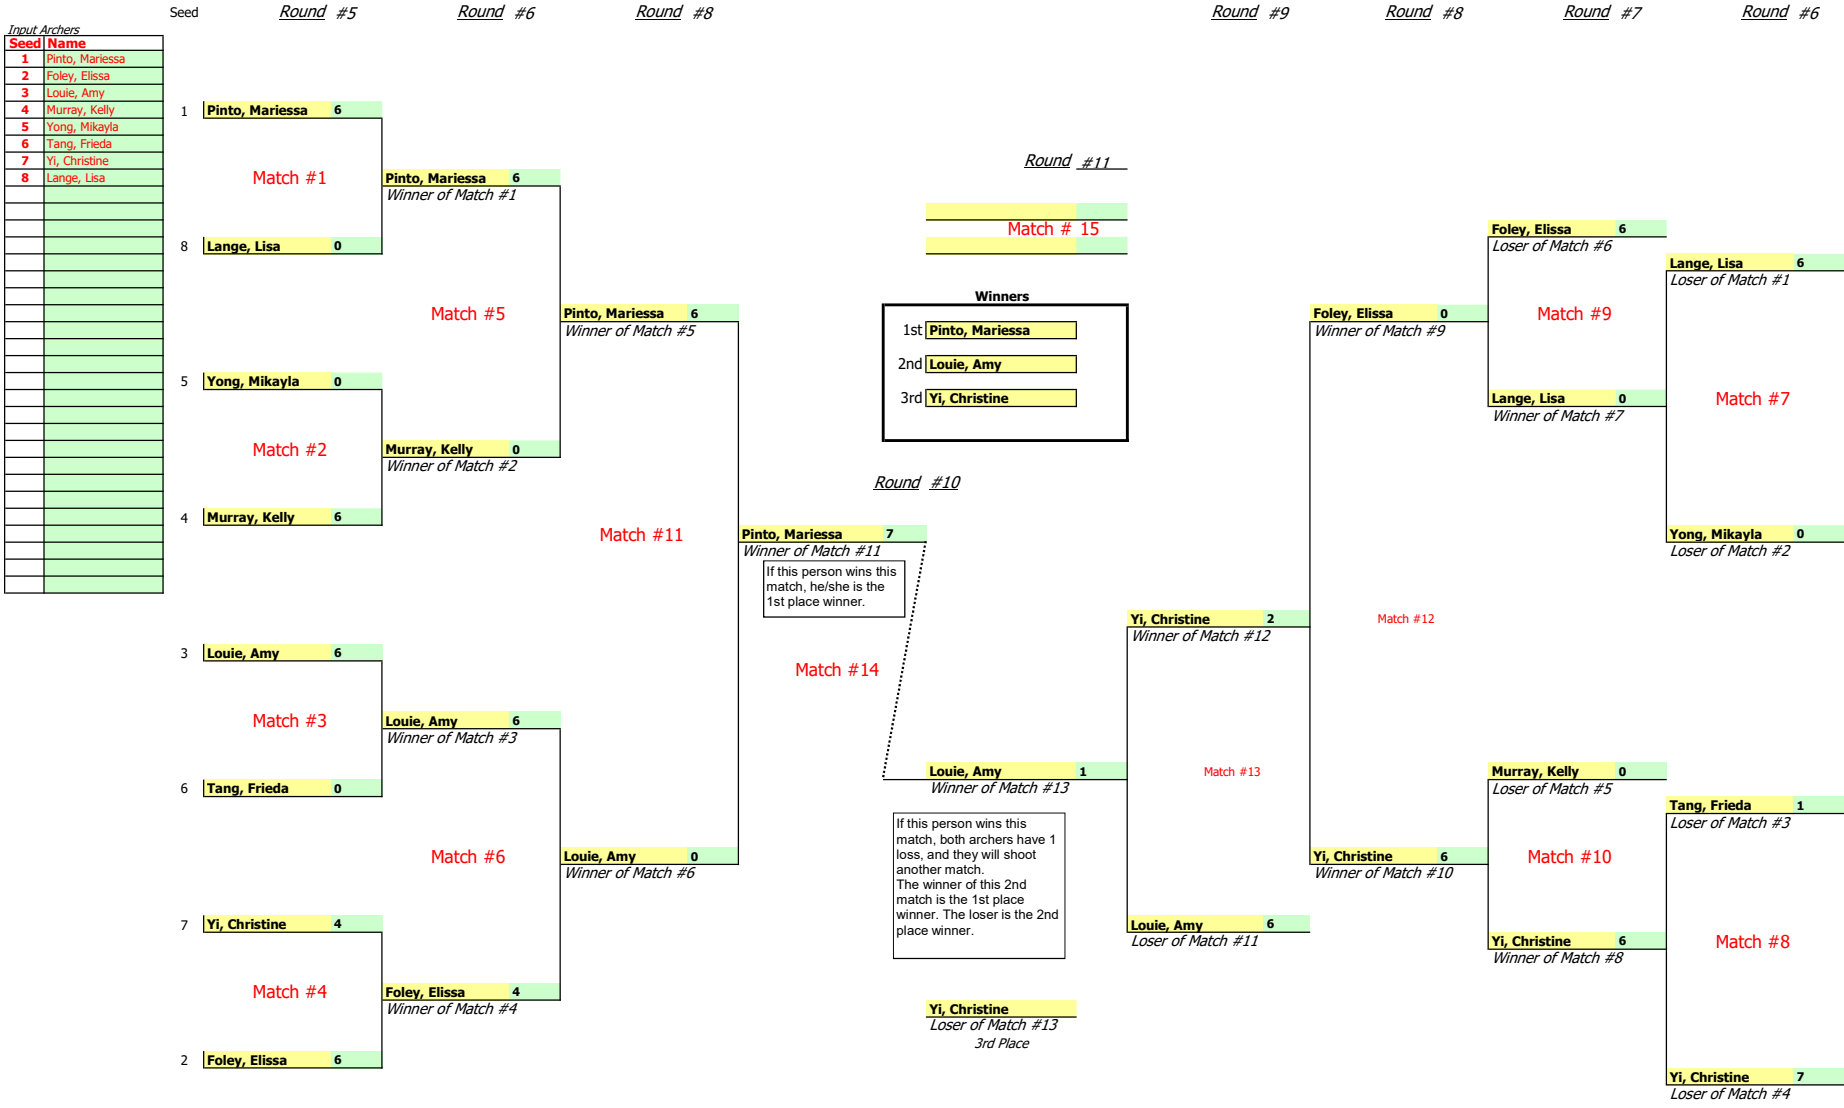 Seed Round #5 Round #6 Round #8 Round #9 Round #8 Round #7 Round #6
Input Archers
Seed Name
1 Pinto, Mariessa
2 Foley, Elissa
3 Louie, Amy
4 Murray, Kelly
5 Yong, Mikayla
6 Tang, Frieda
7 Yi, Christine
8 Lange, Lisa
1 Pinto, Mariessa 6
Match #1
8 Lange, Lisa 0
5 Yong, Mikayla 0
Match #2
4 Murray, Kelly 6
3 Louie, Amy 6
Match #3
6 Tang, Frieda 0
7 Yi, Christine 4
Match #4
2 Foley, Elissa 6
Pinto, Mariessa 6
Winner of Match #1
Match #5
Murray, Kelly 0
Winner of Match #2
Louie, Amy 6
Winner of Match #3
Match #6
Foley, Elissa 4
Winner of Match #4
Pinto, Mariessa 6
Winner of Match #5
Match #11
Louie, Amy 0
Winner of Match #6
Round #11
Match # 15
Winners
1st Pinto, Mariessa
2nd Louie, Amy
3rd Yi, Christine
Round #10
Pinto, Mariessa 7
Winner of Match #11
If this person wins this
match, he/she is the
1st place winner.
Match #14
Louie, Amy 1
Winner of Match #13
If this person wins this
match, both archers have 1
loss, and they will shoot
another match.
The winner of this 2nd
match is the 1st place
winner. The loser is the 2nd
place winner.
Yi, Christine
Loser of Match #13
3rd Place
Yi, Christine 2
Winner of Match #12
Match #13
Louie, Amy 6
Loser of Match #11
Foley, Elissa 0
Winner of Match #9
Match #12
Yi, Christine 6
Winner of Match #10
Foley, Elissa 6
Loser of Match #6
Match #9
Lange, Lisa 0
Winner of Match #7
Murray, Kelly 0
Loser of Match #5
Match #10
Yi, Christine 6
Winner of Match #8
Lange, Lisa 6
Loser of Match #1
Match #7
Yong, Mikayla 0
Loser of Match #2
Tang, Frieda 1
Loser of Match #3
Match #8
Yi, Christine 7
Loser of Match #4